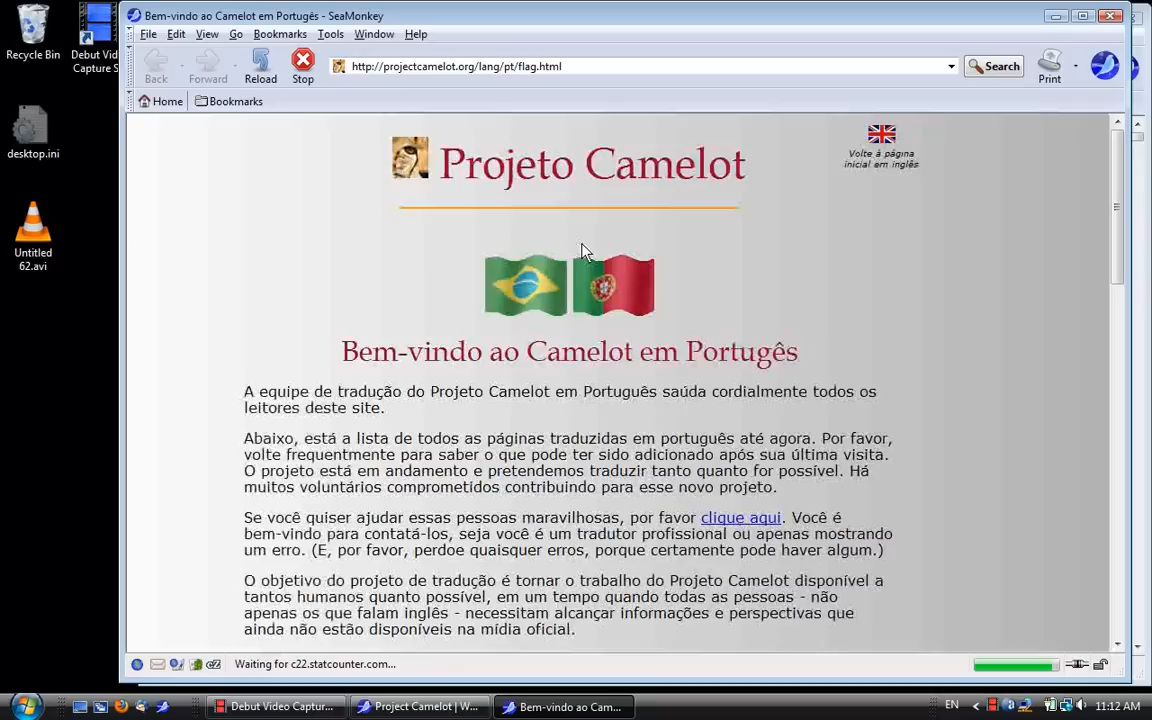 Bem-vindo ao Camelot em Portugês - SeaMonkey
File Edit View Go Bookmarks Tools Window Help
Back Forward Reload Stop
http://projectcamelot.org/lang/pt/flag.html
Search
Print
Home Bookmarks
Recycle Bin
Debut Vi
Capture S
desktop.ini
Untitled
62.avi
Projeto Camelot
Volte à página
inicial em inglês
Bem-vindo ao Camelot em Portugês
A equipe de tradução do Projeto Camelot em Português saúda cordialmente todos os
leitores deste site.
Abaixo, está a lista de todos as páginas traduzidas em português até agora. Por favor,
volte frequentmente para saber o que pode ter sido adicionado após sua última visita.
O projeto está em andamento e pretendemos traduzir tanto quanto for possível. Há
muitos voluntários comprometidos contribuindo para esse novo projeto.
Se você quiser ajudar essas pessoas maravilhosas, por favor clique aqui. Você é
bem-vindo para contatá-los, seja você é um tradutor profissional ou apenas mostrando
um erro. (E, por favor, perdoe quaisquer erros, porque certamente pode haver algum.)
O objetivo do projeto de tradução é tornar o trabalho do Projeto Camelot disponível a
tantos humanos quanto possível, em um tempo quando todas as pessoas - não
apenas os que falam inglês - necessitam alcançar informações e perspectivas que
ainda não estão disponíveis na mídia oficial.
Waiting for c22.statcounter.com...
Debut Video Captur...
Project Camelot | W...
Bem-vindo ao Cam...
EN
11:12 AM